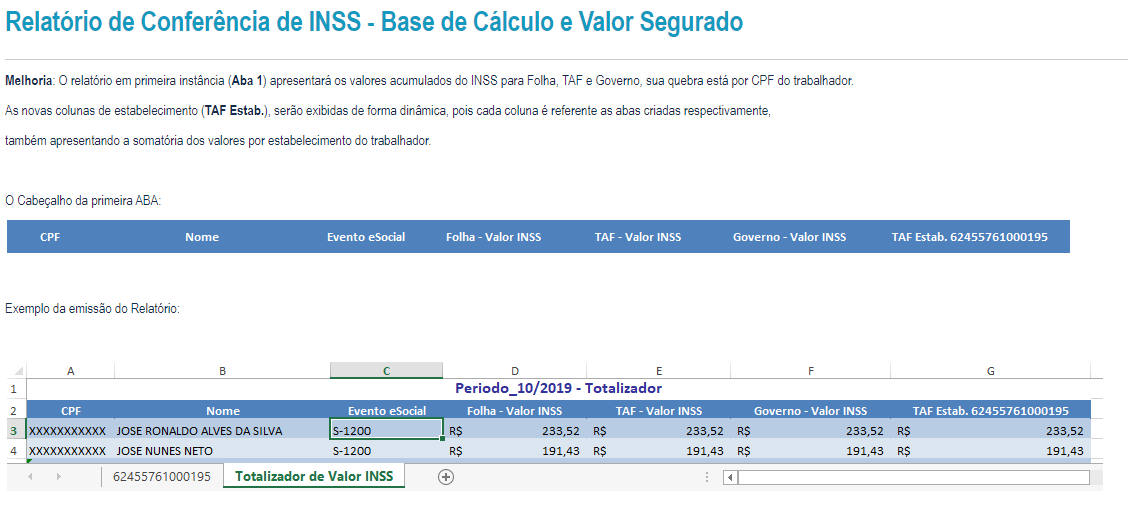 Relatório de Conferência de INSS - Base de Cálculo e Valor Segurado
Melhoria: O relatório em primeira instância (Aba 1) apresentará os valores acumulados do INSS para Folha, TAF e Governo, sua quebra está por CPF do trabalhador.
As novas colunas de estabelecimento (TAF Estab.), serão exibidas de forma dinâmica, pois cada coluna é referente as abas criadas respectivamente,
também apresentando a somatória dos valores por estabelecimento do trabalhador.
O Cabeçalho da primeira ABA:
CPF Nome Evento eSocial Folha - Valor INSS TAF - Valor INSS Governo - Valor INSS TAF Estab. 62455761000195
Exemplo da emissão do Relatório:
A B C D E F G
1 Periodo_10/2019 - Totalizador
2 CPF Nome Evento eSocial Folha - Valor INSS TAF - Valor INSS Governo - Valor INSS TAF Estab. 62455761000195
3 XXXXXXXXXXX JOSE RONALDO ALVES DA SILVA S-1200 R$ 233,52 R$ 233,52 R$ 233,52 R$ 233,52
4 XXXXXXXXXXX JOSE NUNES NETO S-1200 R$ 191,43 R$ 191,43 R$ 191,43 R$ 191,43
62455761000195 Totalizador de Valor INSS